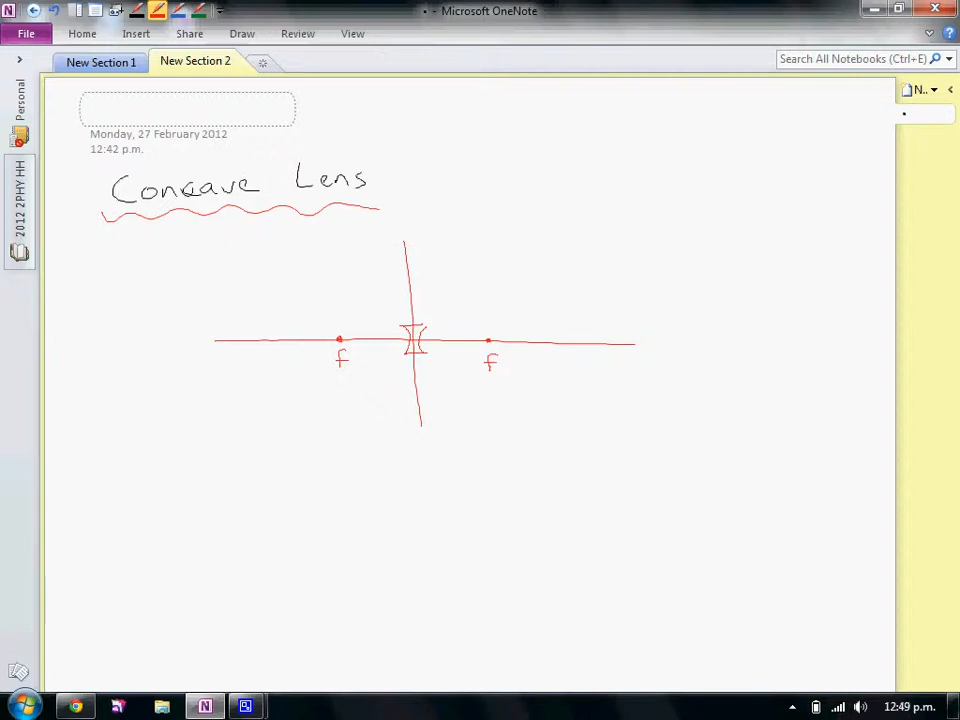 • - Microsoft OneNote
File Home Insert Share Draw Review View
New Section 1 New Section 2
Search All Notebooks (Ctrl+E)
N..
Personal
2012 2PHY HH
Monday, 27 February 2012
12:42 p.m.
Concave Lens
f f
12:49 p.m.